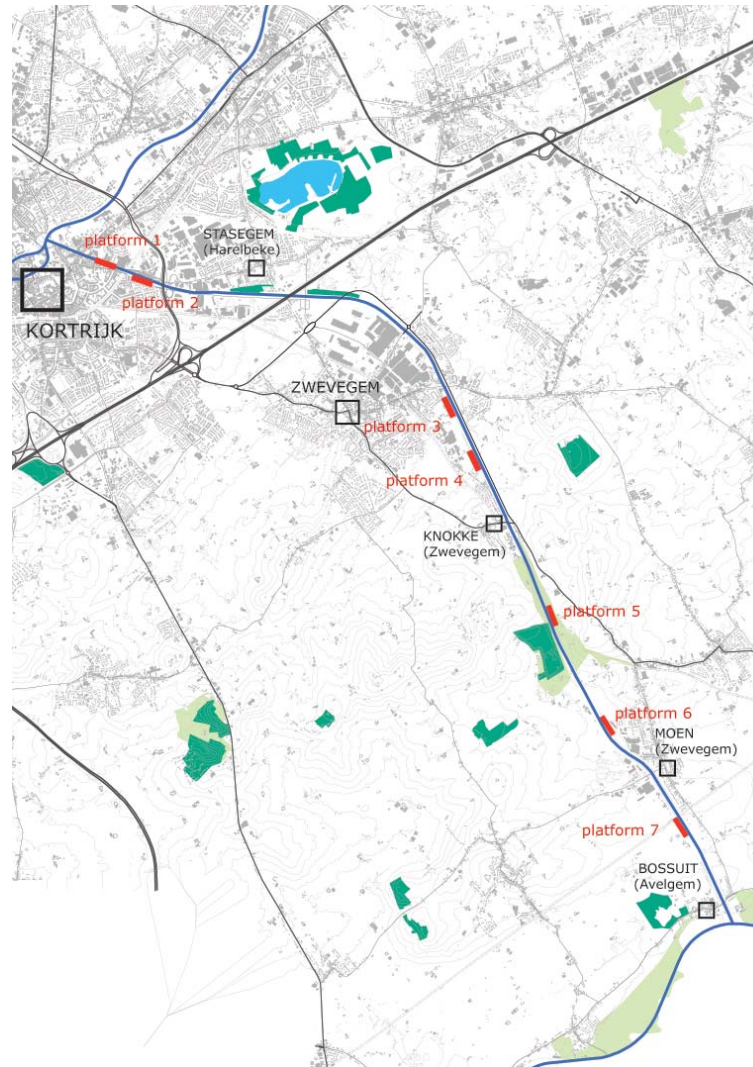 STASEGEM
(Harelbeke)
platform 1
platform 2
KORTRIJK
ZWEVEGEM
platform 3
platform 4
KNOKKE
(Zwevegem)
platform 5
platform 6
MOEN
(Zwevegem)
platform 7
BOSSUIT
(Avelgem)